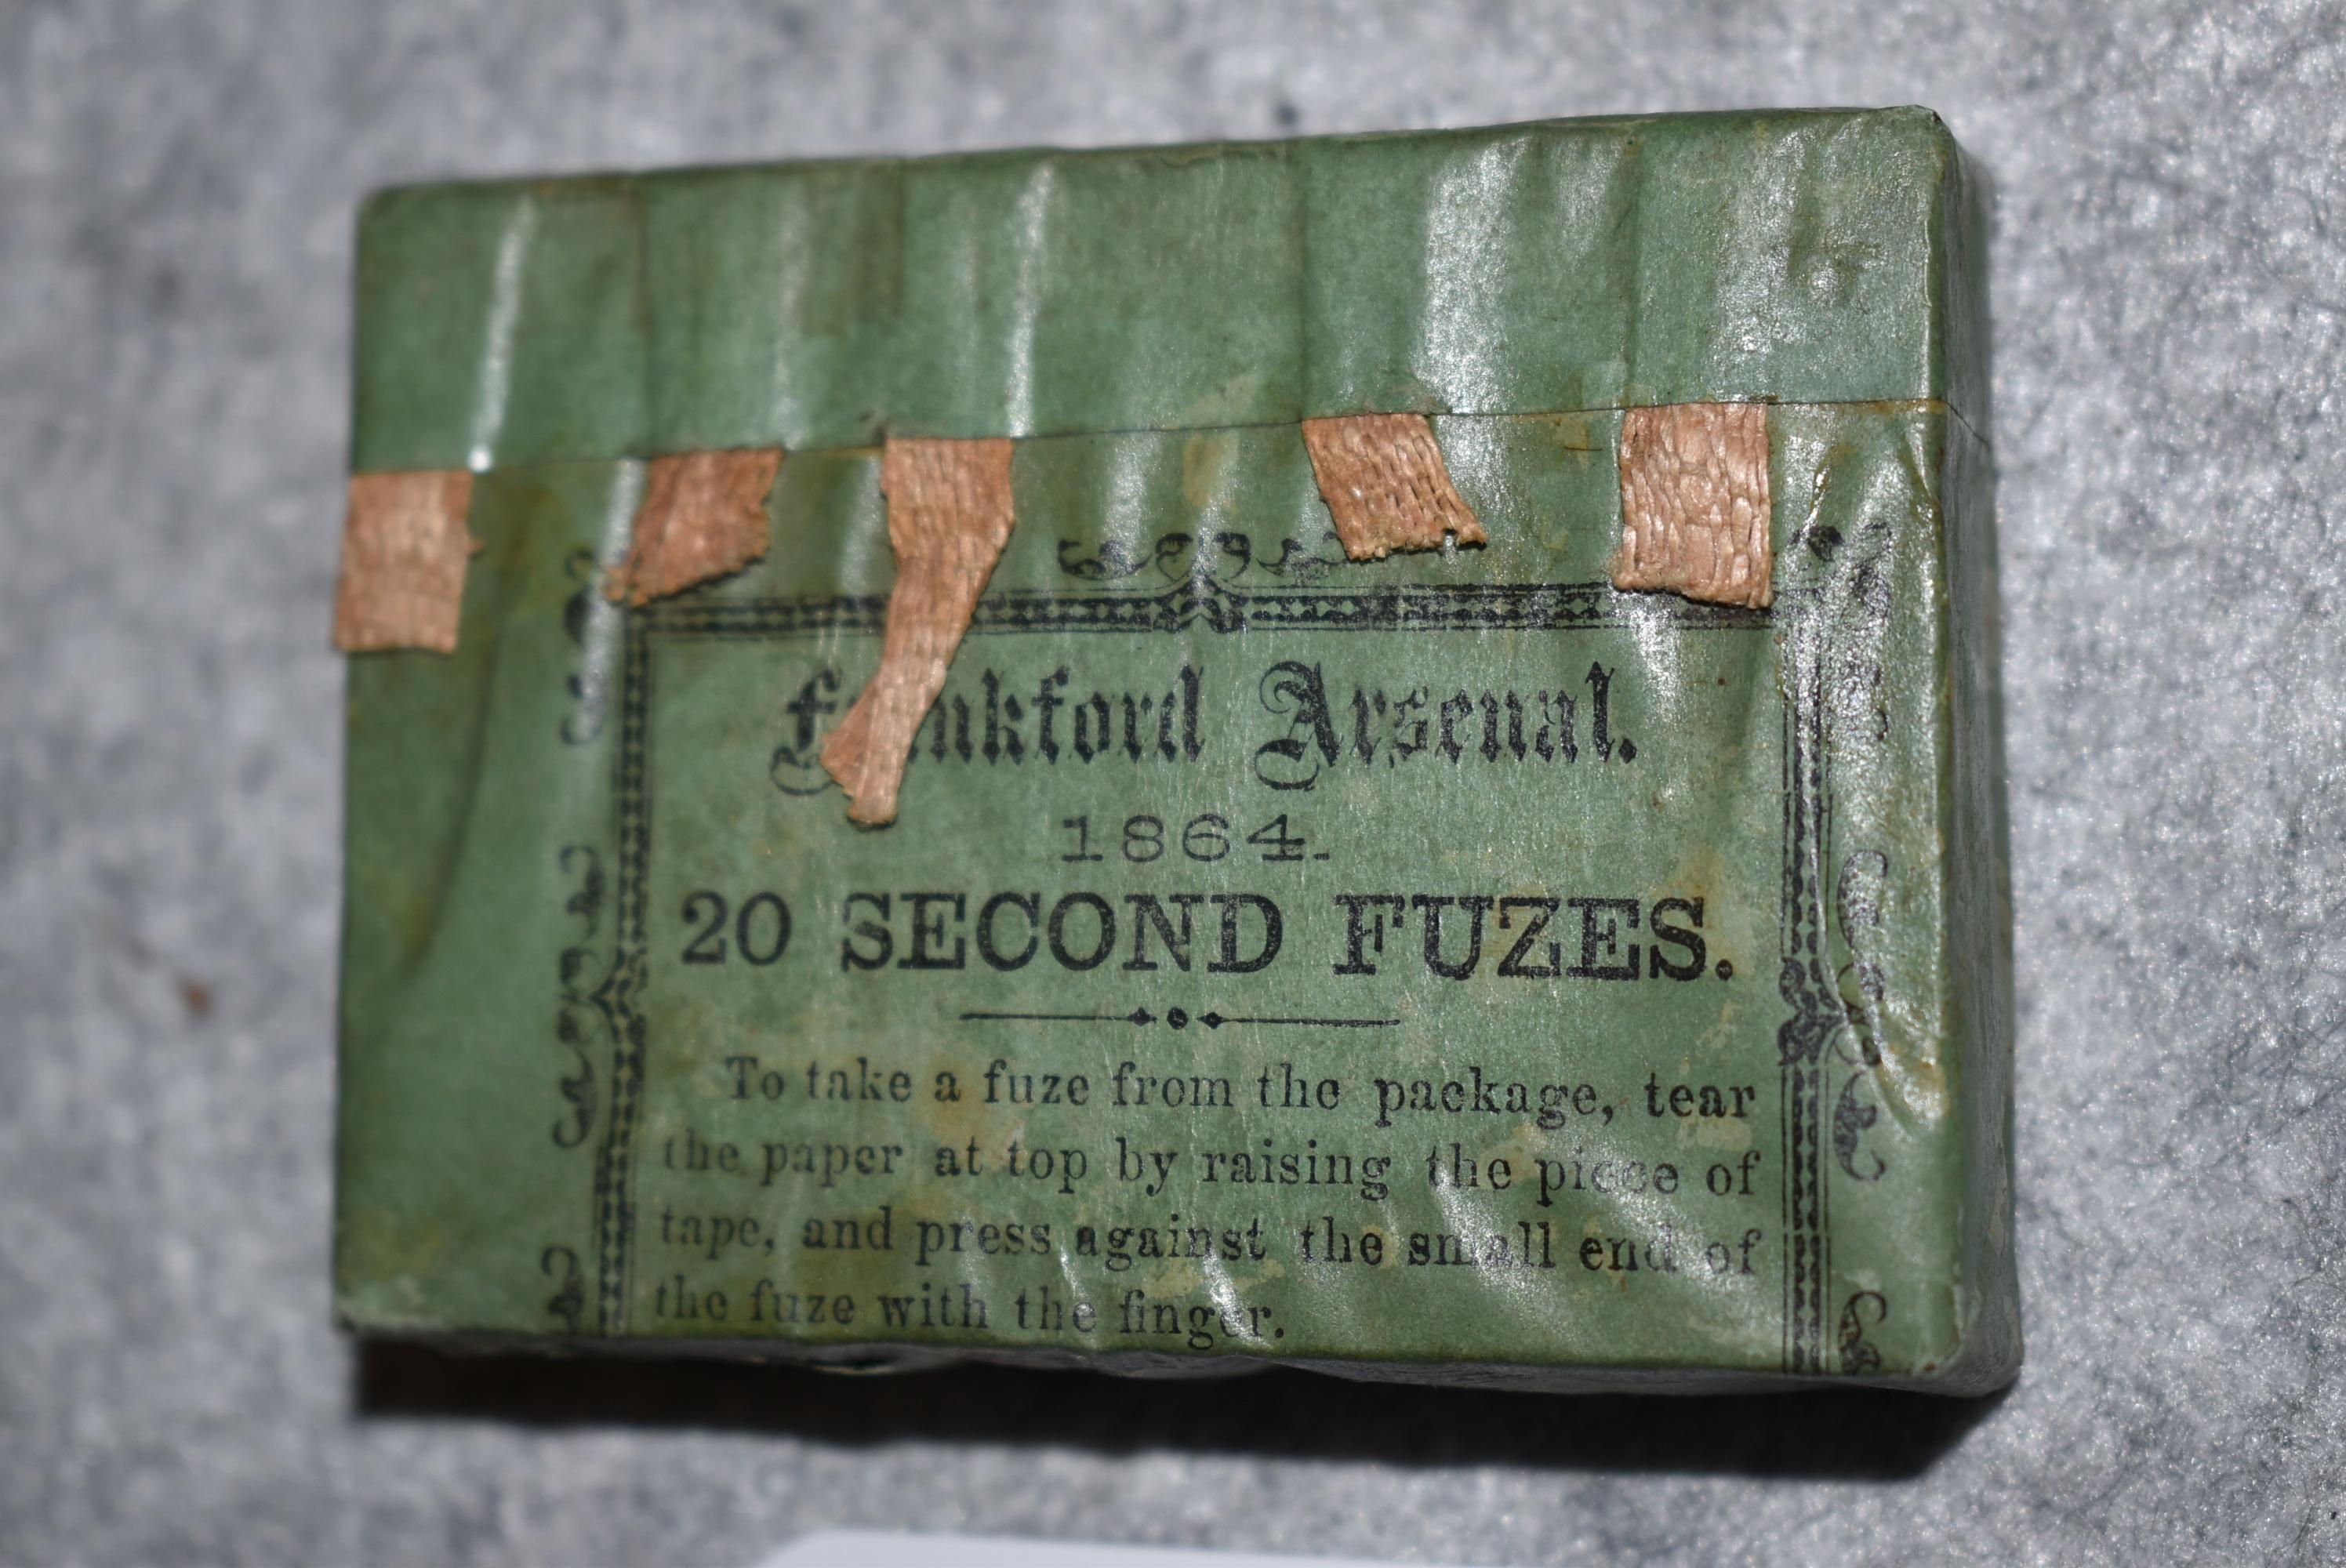 Frankford Arsenal.
1864.
20 SECOND FUZES.
To take a fuze from the package, tear
the paper at top by raising the piece of
tape, and press against the small end of
the fuze with the finger.